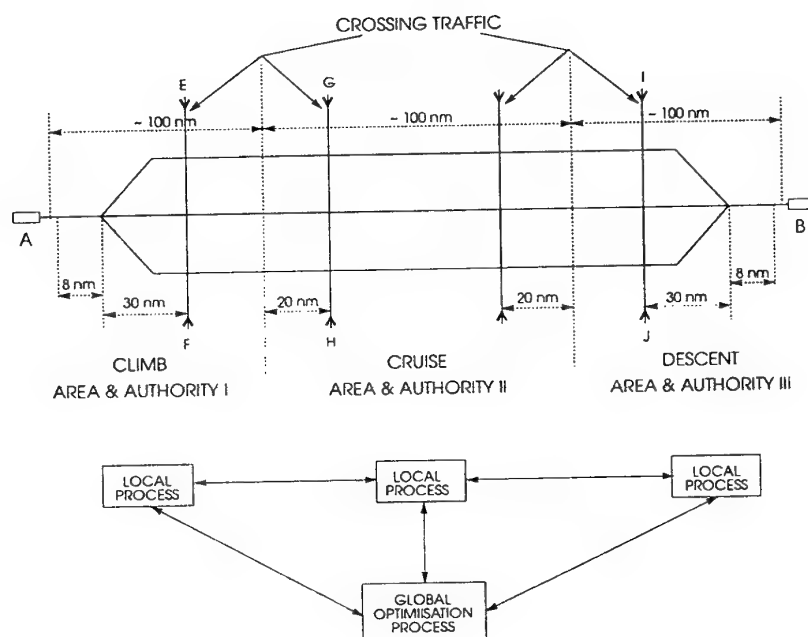 CROSSING TRAFFIC
E
G
I
~ 100 nm
~ 100 nm
~ 100 nm
A
B
8 nm
8 nm
30 nm
20 nm
20 nm
30 nm
F
H
J
CLIMB
AREA & AUTHORITY I
CRUISE
AREA & AUTHORITY II
DESCENT
AREA & AUTHORITY III
LOCAL
PROCESS
LOCAL
PROCESS
LOCAL
PROCESS
GLOBAL
OPTIMIISATION
PROCESS